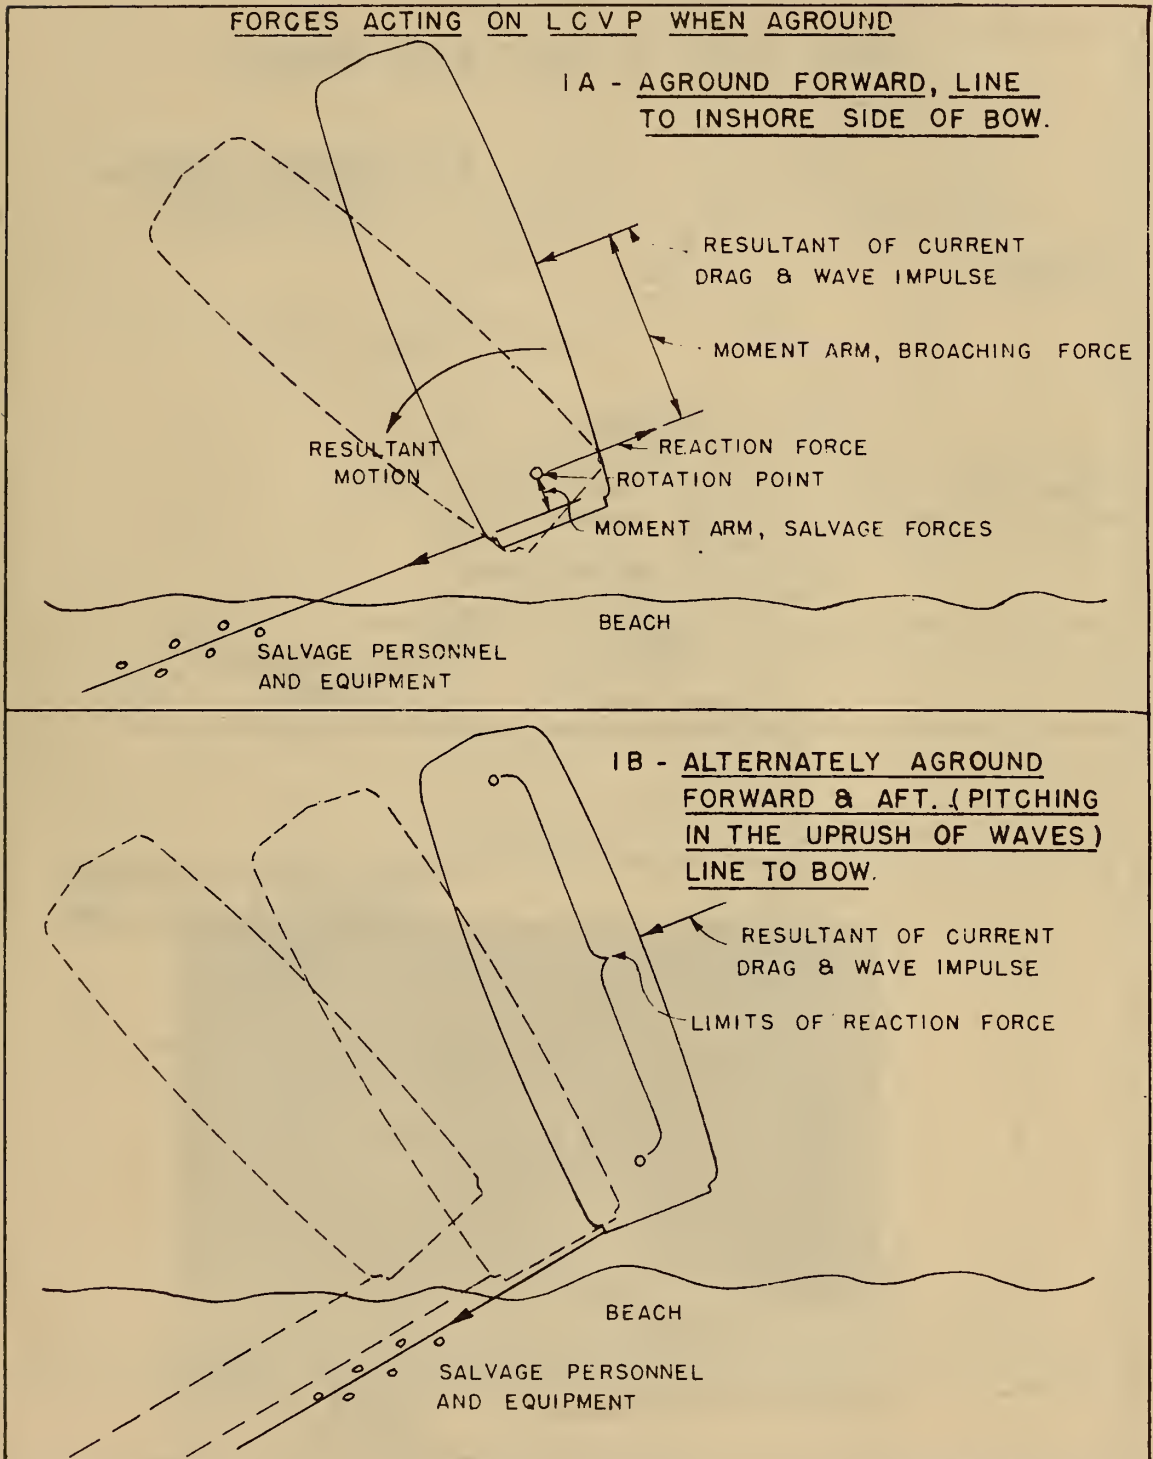 FORCES ACTING ON LCVP WHEN AGROUND
1A - AGROUND FORWARD, LINE
TO INSHORE SIDE OF BOW.
RESULTANT OF CURRENT
DRAG & WAVE IMPULSE
MOMENT ARM, BROACHING FORCE
RESULTANT
MOTION
REACTION FORCE
ROTATION POINT
MOMENT ARM, SALVAGE FORCES
BEACH
SALVAGE PERSONNEL
AND EQUIPMENT
1B - ALTERNATELY AGROUND
FORWARD & AFT. (PITCHING
IN THE UPRUSH OF WAVES)
LINE TO BOW.
RESULTANT OF CURRENT
DRAG & WAVE IMPULSE
LIMITS OF REACTION FORCE
BEACH
SALVAGE PERSONNEL
AND EQUIPMENT